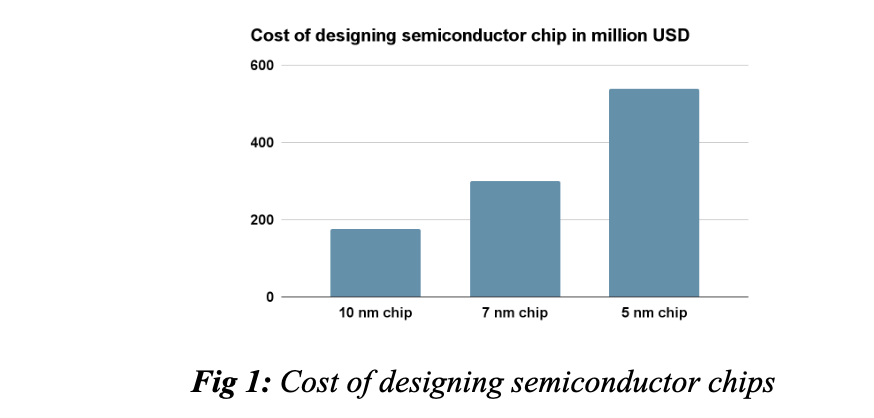 Cost of designing semiconductor chip in million USD
600
400
200
0
10 nm chip 7 nm chip 5 nm chip
Fig 1: Cost of designing semiconductor chips